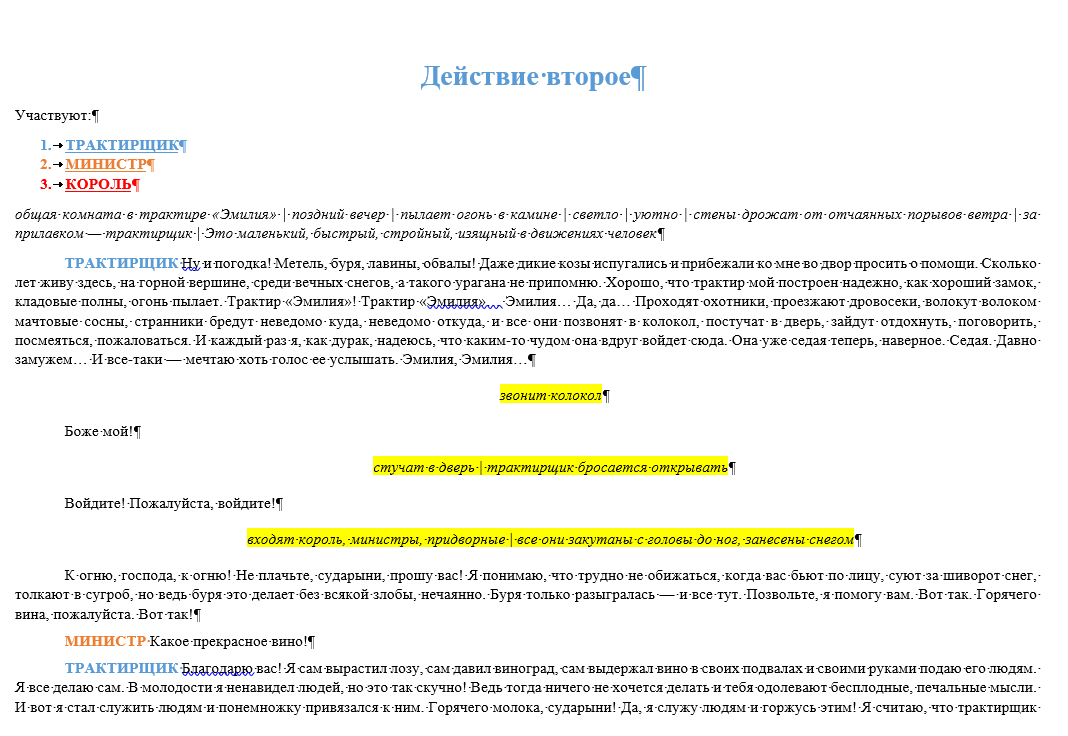 Действие второе¶
Участвуют:¶
1.→ТРАКТИРЩИК¶
2.→МИНИСТР¶
3.→КОРОЛЬ¶
общая·комната·в·трактире·«Эмилия»·|·поздний·вечер·|·пылает·огонь·в·камине·|·светло·|·уютно·|·стены·дрожат·от·отчаянных·порывов·ветра·|·за·
прилавком·—·трактирщик·|·Это·маленький,·быстрый,·стройный,·изящный·в·движениях·человек¶
ТРАКТИРЩИК·Ну·и·погодка!·Метель,·буря,·лавины,·обвалы!·Даже·дикие·козы·испугались·и·прибежали·ко·мне·во·двор·просить·о·помощи.·Сколько·
лет·живу·здесь,·на·горной·вершине,·среди·вечных·снегов,·а·такого·урагана·не·припомню.·Хорошо,·что·трактир·мой·построен·надежно,·как·хороший·замок,·
кладовые·полны,·огонь·пылает.·Трактир·«Эмилия»!·Трактир·«Эмилия»…·Эмилия…·Да,·да…·Проходят·охотники,·проезжают·дровосеки,·волокут·волоком·
мачтовые·сосны,·странники·бредут·неведомо·куда,·неведомо·откуда,·и·все·они·позвонят·в·колокол,·постучат·в·дверь,·зайдут·отдохнуть,·поговорить,·
посмеяться,·пожаловаться.·И·каждый·раз·я,·как·дурак,·надеюсь,·что·каким-то·чудом·она·вдруг·войдет·сюда.·Она·уже·седая·теперь,·наверное.·Седая.·Давно·
замужем…·И·все-таки·—·мечтаю·хоть·голос·ее·услышать.·Эмилия,·Эмилия…¶
звонит·колокол¶
Боже·мой!¶
стучат·в·дверь·|·трактирщик·бросается·открывать¶
Войдите!·Пожалуйста,·войдите!¶
входят·король,·министры,·придворные·|·все·они·закутаны·с·головы·до·ног,·занесены·снегом¶
К·огню,·господа,·к·огню!·Не·плачьте,·сударыни,·прошу·вас!·Я·понимаю,·что·трудно·не·обижаться,·когда·вас·бьют·по·лицу,·суют·за·шиворот·снег,·
толкают·в·сугроб,·но·ведь·буря·это·делает·без·всякой·злобы,·нечаянно.·Буря·только·разыгралась·—·и·все·тут.·Позвольте,·я·помогу·вам.·Вот·так.·Горячего·
вина,·пожалуйста.·Вот·так!¶
МИНИСТР·Какое·прекрасное·вино!¶
ТРАКТИРЩИК·Благодарю·вас!·Я·сам·вырастил·лозу,·сам·давил·виноград,·сам·выдержал·вино·в·своих·подвалах·и·своими·руками·подаю·его·людям.·
Я·все·делаю·сам.·В·молодости·я·ненавидел·людей,·но·это·так·скучно!·Ведь·тогда·ничего·не·хочется·делать·и·тебя·одолевают·бесплодные,·печальные·мысли.·
И·вот·я·стал·служить·людям·и·понемножку·привязался·к·ним.·Горячего·молока,·сударыни!·Да,·я·служу·людям·и·горжусь·этим!·Я·считаю,·что·трактирщик·